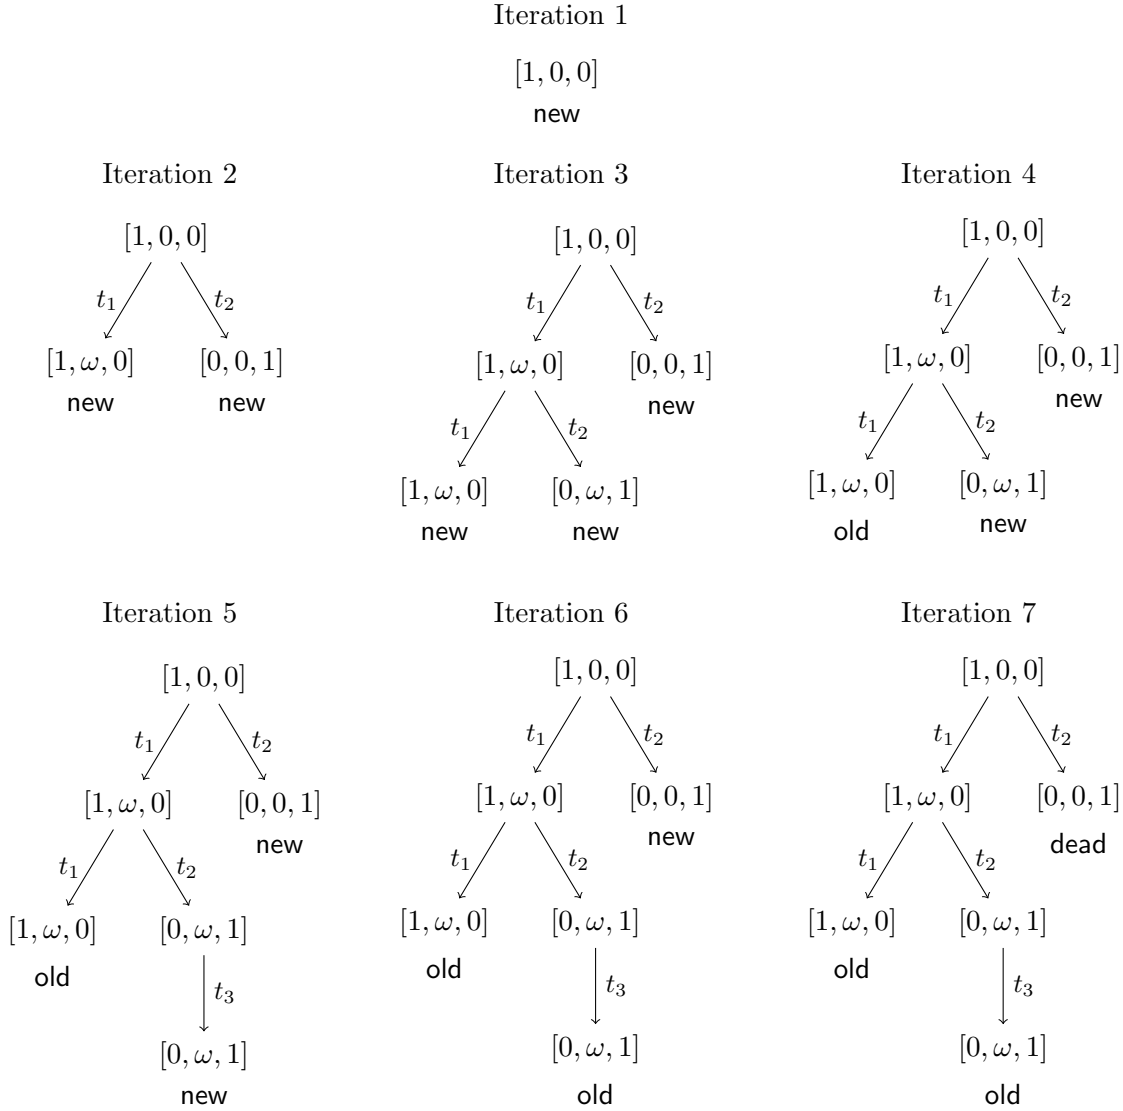 Iteration 1
[1, 0, 0]
new
Iteration 2
[1, 0, 0]
t₁ t₂
[1, ω, 0] [0, 0, 1]
new new
Iteration 3
[1, 0, 0]
t₁ t₂
[1, ω, 0] [0, 0, 1]
new
t₁ t₂
[1, ω, 0] [0, ω, 1]
new new
Iteration 4
[1, 0, 0]
t₁ t₂
[1, ω, 0] [0, 0, 1]
new
t₁ t₂
[1, ω, 0] [0, ω, 1]
old new
Iteration 5
[1, 0, 0]
t₁ t₂
[1, ω, 0] [0, 0, 1]
new
t₁ t₂
[1, ω, 0] [0, ω, 1]
old
t₃
[0, ω, 1]
new
Iteration 6
[1, 0, 0]
t₁ t₂
[1, ω, 0] [0, 0, 1]
new
t₁ t₂
[1, ω, 0] [0, ω, 1]
old
t₃
[0, ω, 1]
old
Iteration 7
[1, 0, 0]
t₁ t₂
[1, ω, 0] [0, 0, 1]
dead
t₁ t₂
[1, ω, 0] [0, ω, 1]
old
t₃
[0, ω, 1]
old